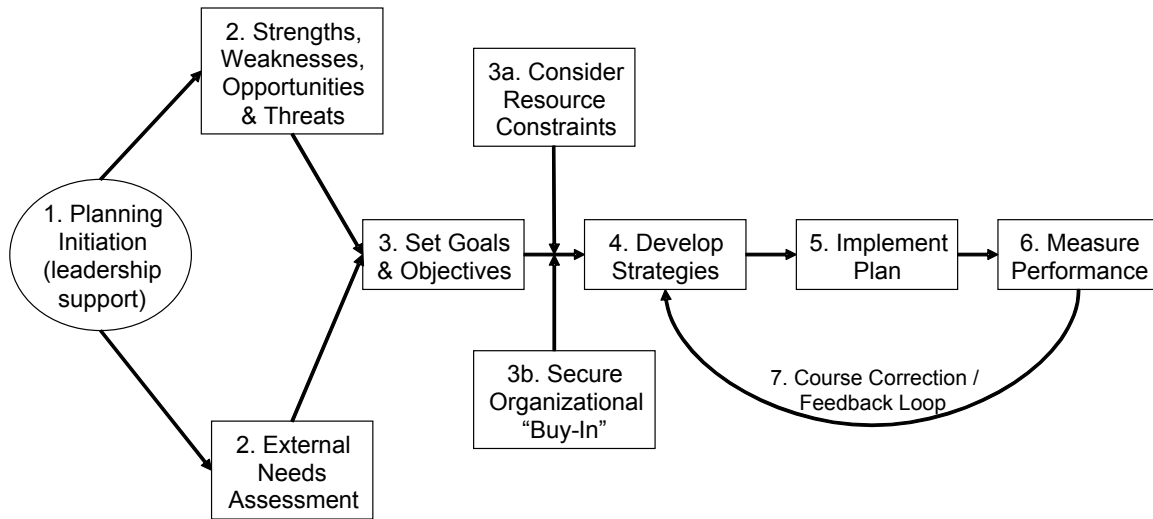 1. Planning
Initiation
(leadership
support)
2. Strengths,
Weaknesses,
Opportunities
& Threats
2. External
Needs
Assessment
3. Set Goals
& Objectives
3a. Consider
Resource
Constraints
3b. Secure
Organizational
“Buy-In”
4. Develop
Strategies
5. Implement
Plan
6. Measure
Performance
7. Course Correction /
Feedback Loop